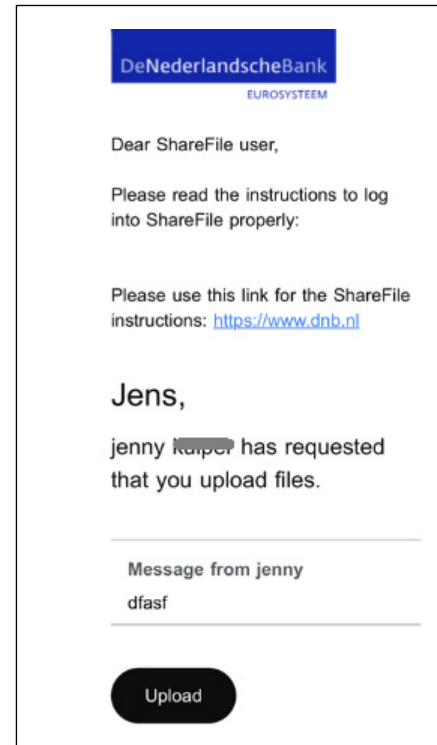 DeNederlandscheBank
EUROSYSTEEM
Dear ShareFile user,
Please read the instructions to log
into ShareFile properly:
Please use this link for the ShareFile
instructions: https://www.dnb.nl
Jens,
jenny has requested
that you upload files.
Message from jenny
dfasf
Upload